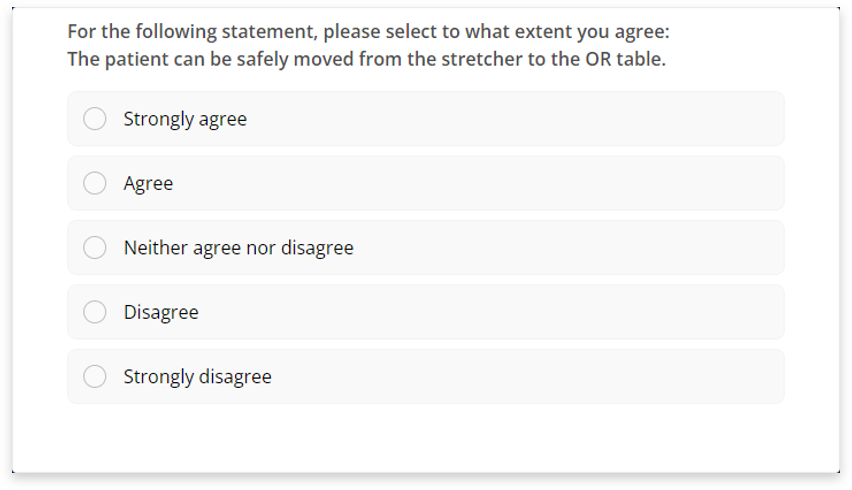 For the following statement, please select to what extent you agree:
The patient can be safely moved from the stretcher to the OR table.
Strongly agree
Agree
Neither agree nor disagree
Disagree
Strongly disagree